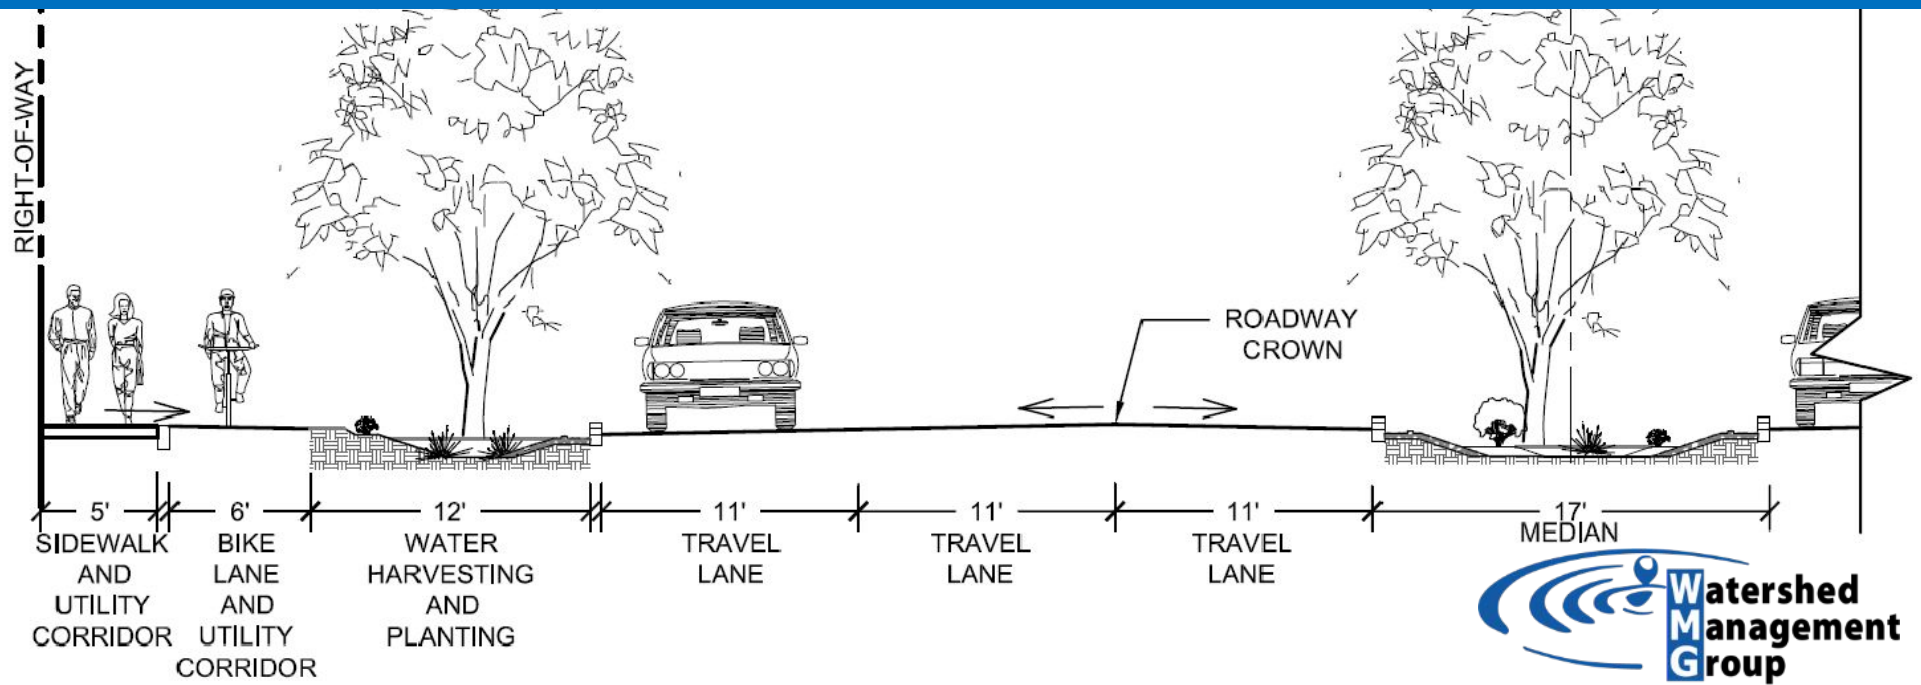 RIGHT-OF-WAY
ROADWAY
CROWN
5'
SIDEWALK
AND
UTILITY
CORRIDOR
6'
BIKE
LANE
AND
UTILITY
CORRIDOR
12'
WATER
HARVESTING
AND
PLANTING
11'
TRAVEL
LANE
11'
TRAVEL
LANE
11'
TRAVEL
LANE
17'
MEDIAN
Watershed
Management
Group